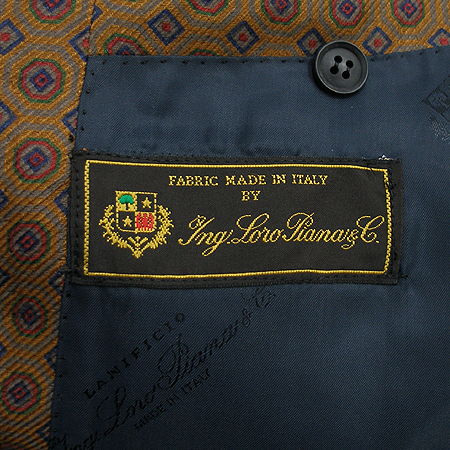 FABRIC MADE IN ITALY
BY
Ing. Loro Piana & C.
LANIFICIO
Ing. Loro Piana & C.
MADE IN ITALY